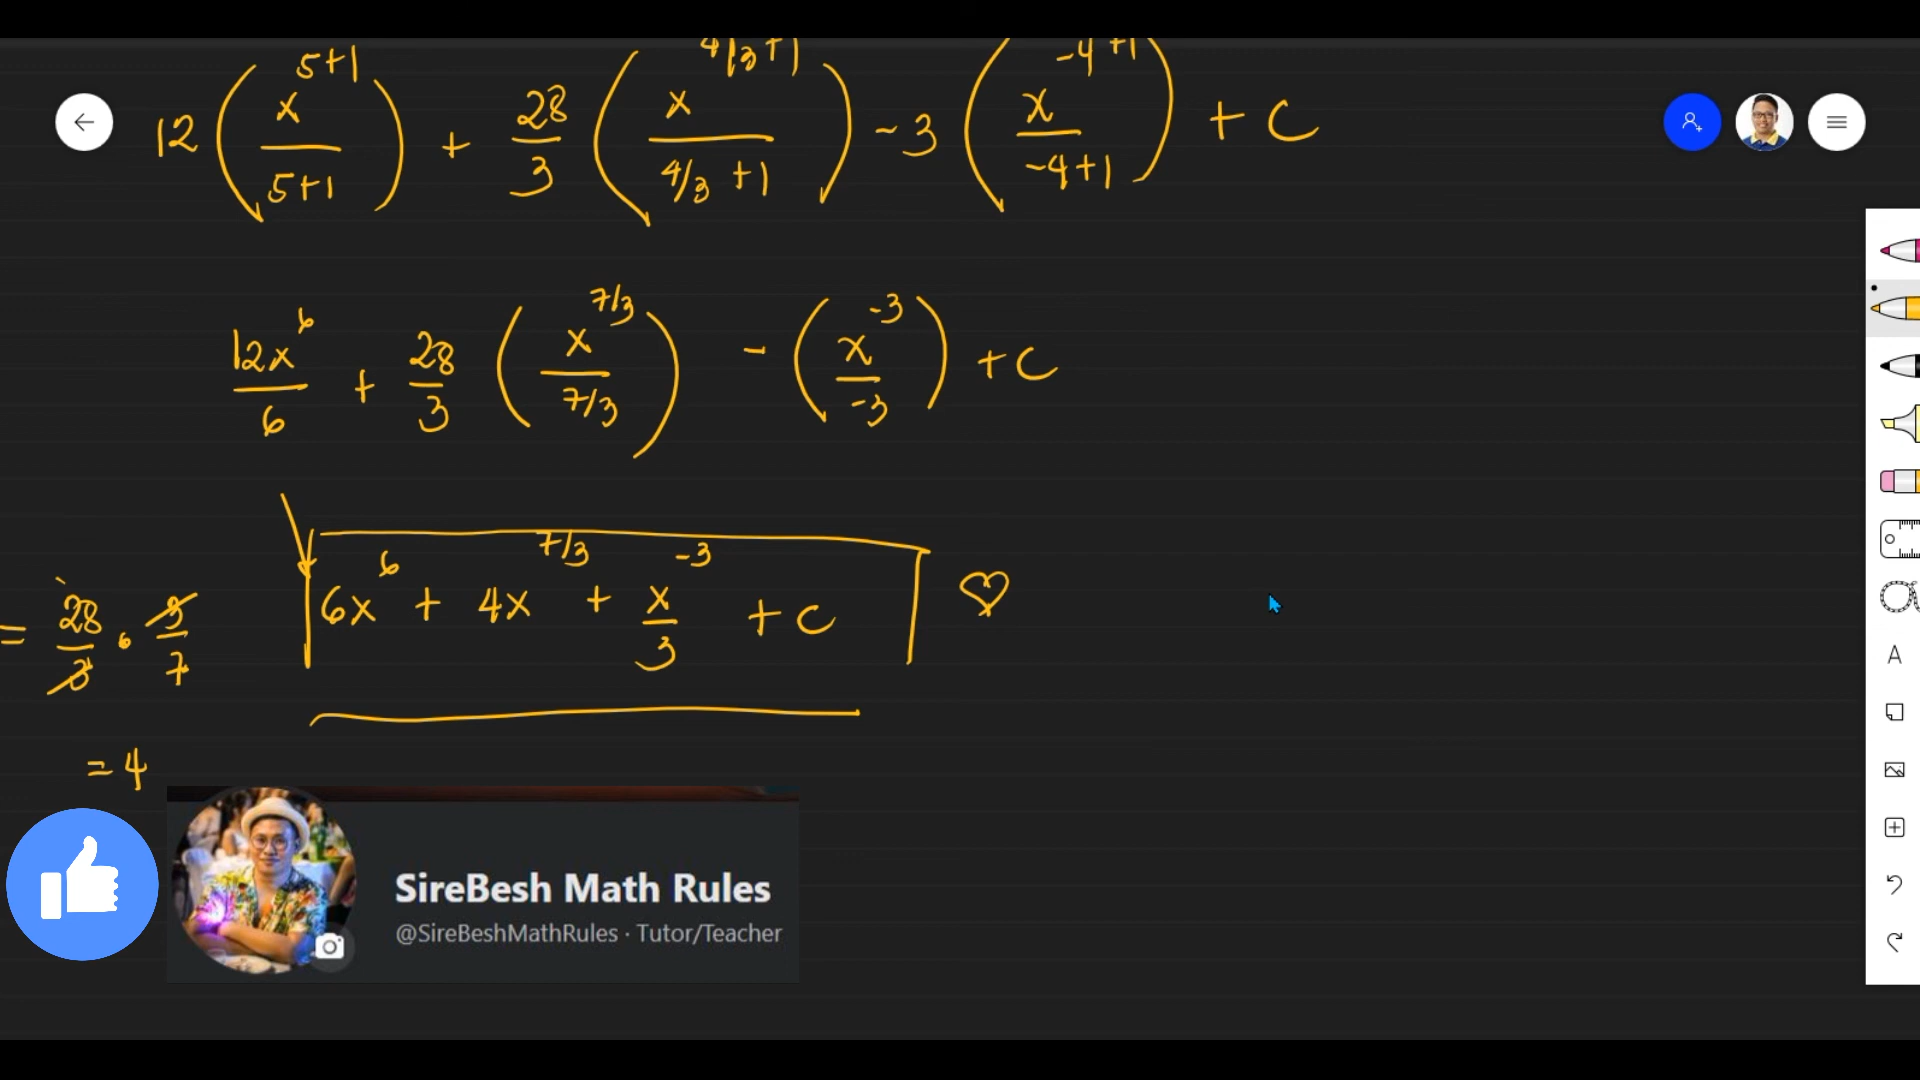 12 ( x^(5+1) / 5+1 ) + 28/3 ( x^(4/3+1) / 4/3+1 ) - 3 ( x^(-4+1) / -4+1 ) + C
12x^6 / 6 + 28/3 ( x^(7/3) / 7/3 ) - ( x^(-3) / -3 ) + C
6x^6 + 4x^(7/3) + x^(-3) / 3 + C ♡
= 28/3 · 3/7
= 4
SireBesh Math Rules
@SireBeshMathRules · Tutor/Teacher
A